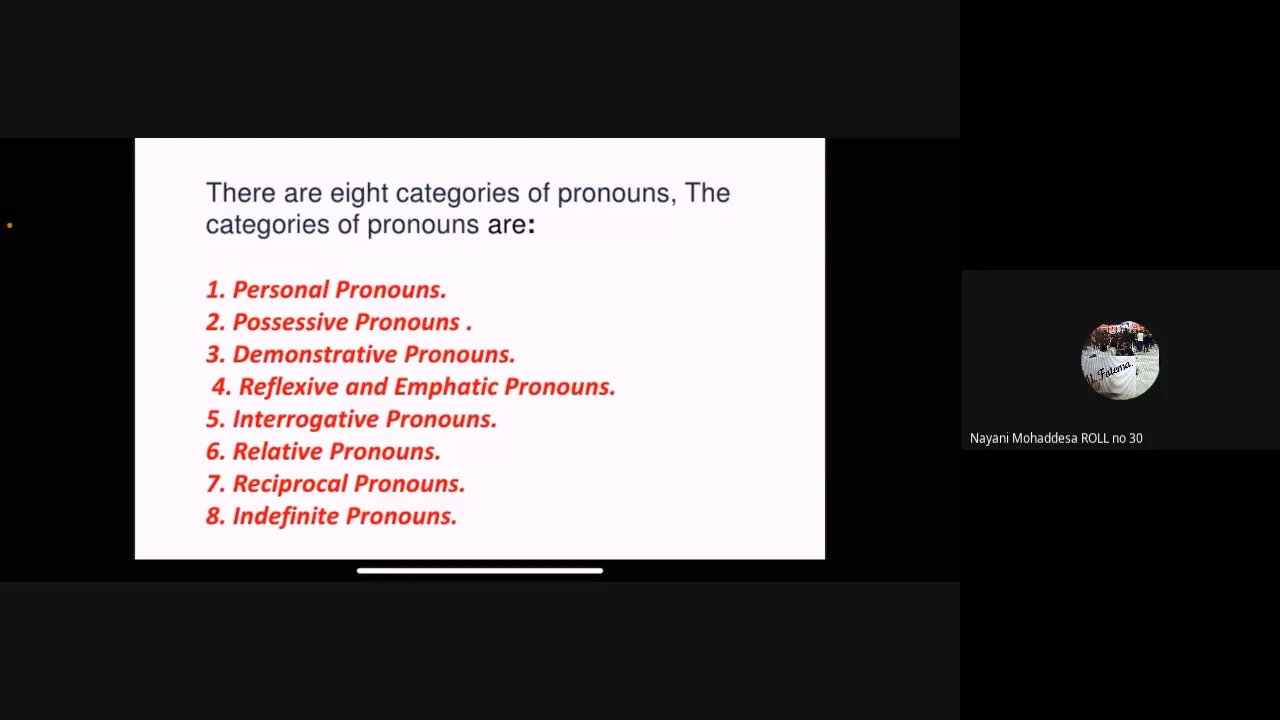 There are eight categories of pronouns, The
categories of pronouns are:
1. Personal Pronouns.
2. Possessive Pronouns .
3. Demonstrative Pronouns.
4. Reflexive and Emphatic Pronouns.
5. Interrogative Pronouns.
6. Relative Pronouns.
7. Reciprocal Pronouns.
8. Indefinite Pronouns.
Fatema.
Nayani Mohaddesa ROLL no 30